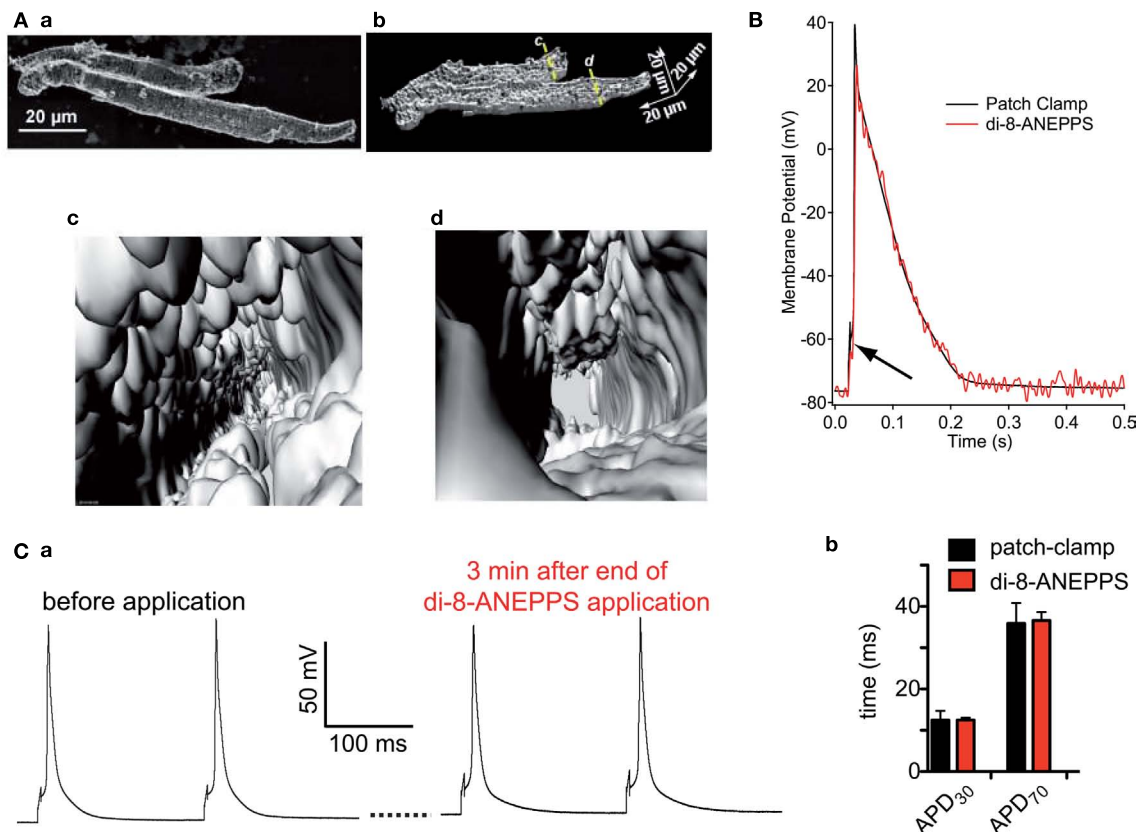 A a
20 µm
b
c
d
20 µm
20 µm
20 µm
B
Membrane Potential (mV)
40
20
0
-20
-40
-60
-80
Patch Clamp
di-8-ANEPPS
0.0 0.1 0.2 0.3 0.4 0.5
Time (s)
c
d
C a
before application
50 mV
100 ms
3 min after end of
di-8-ANEPPS application
b
patch-clamp
di-8-ANEPPS
time (ms)
40
20
0
APD30
APD70